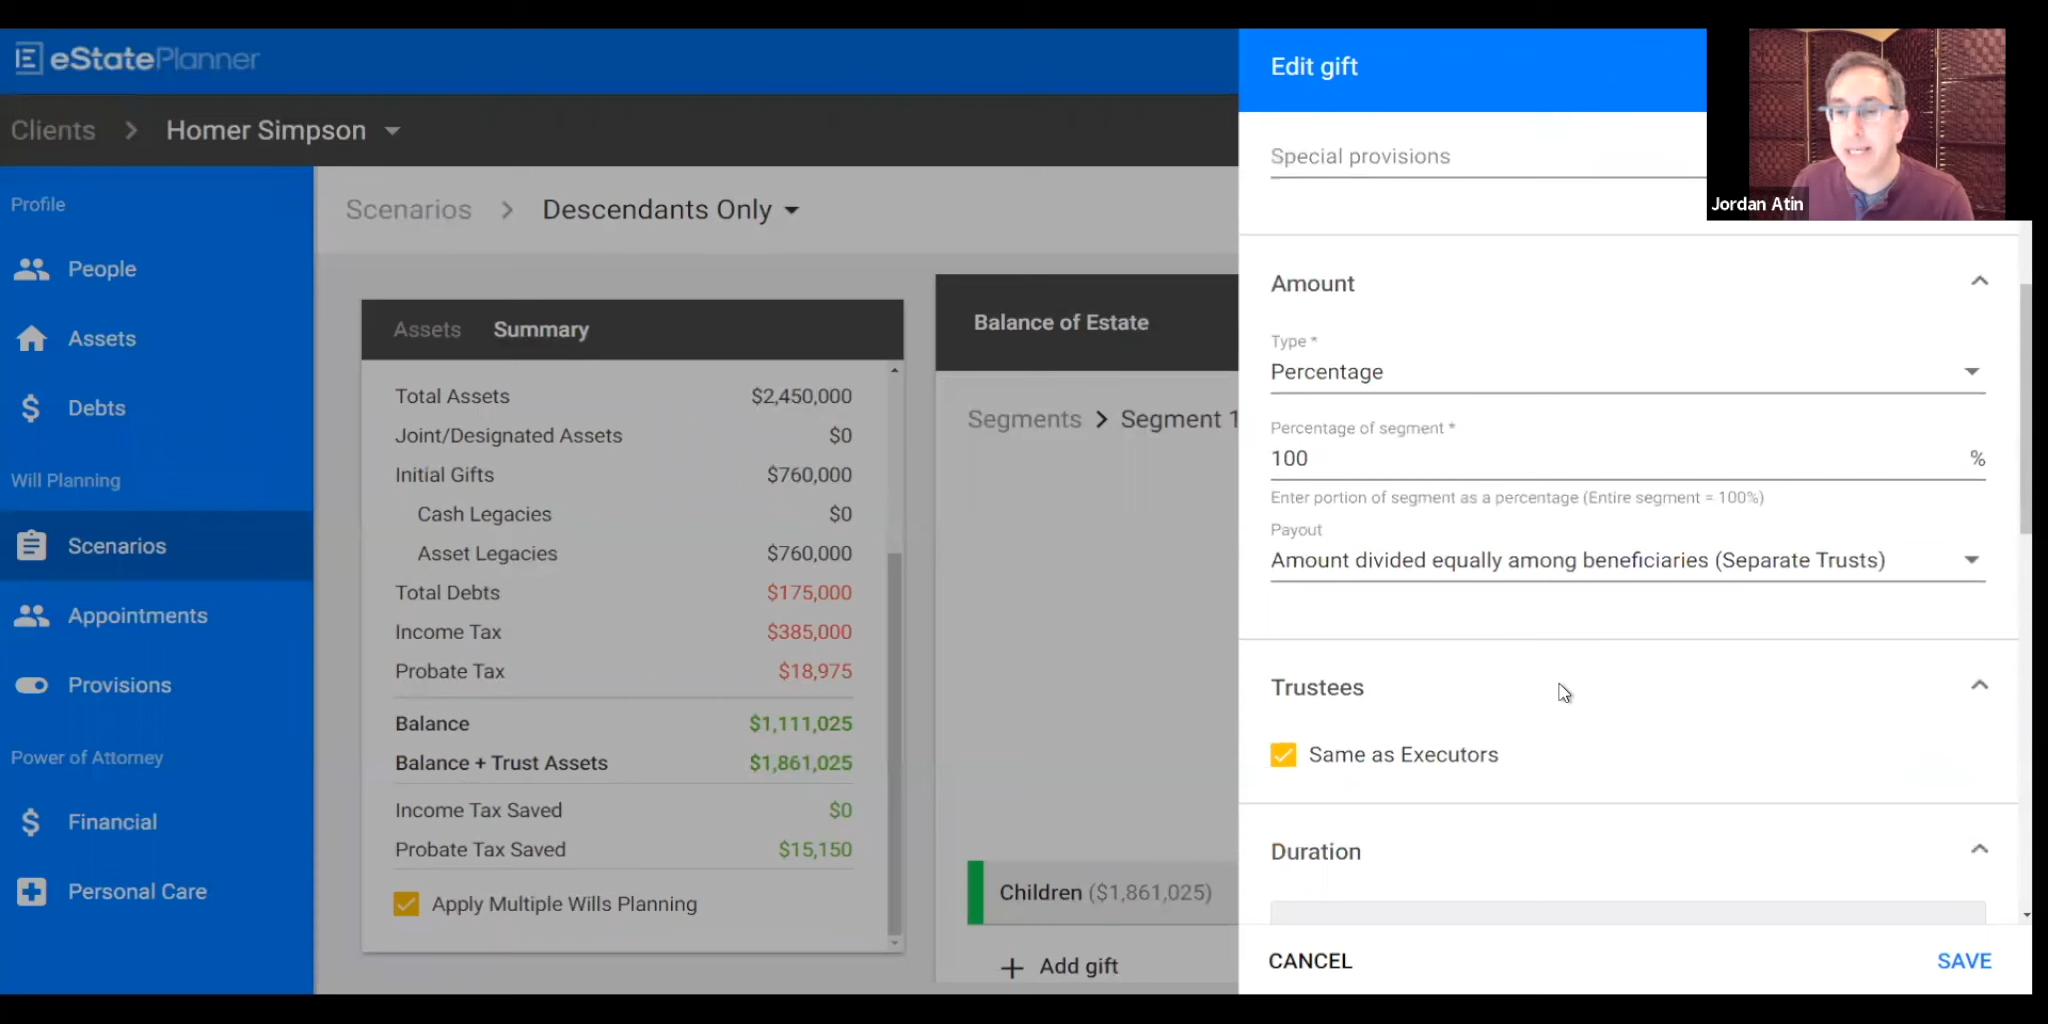 eStatePlanner
Clients > Homer Simpson
Profile
People
Assets
Debts
Will Planning
Scenarios
Appointments
Provisions
Power of Attorney
Financial
Personal Care
Scenarios > Descendants Only
Assets Summary
Total Assets $2,450,000
Joint/Designated Assets $0
Initial Gifts $760,000
Cash Legacies $0
Asset Legacies $760,000
Total Debts $175,000
Income Tax $385,000
Probate Tax $18,975
Balance $1,111,025
Balance + Trust Assets $1,861,025
Income Tax Saved $0
Probate Tax Saved $15,150
Apply Multiple Wills Planning
Balance of Estate
Segments > Segment 1
Children ($1,861,025)
+ Add gift
Edit gift
Special provisions
Amount
Type *
Percentage
Percentage of segment *
100 %
Enter portion of segment as a percentage (Entire segment = 100%)
Payout
Amount divided equally among beneficiaries (Separate Trusts)
Trustees
Same as Executors
Duration
CANCEL SAVE
Jordan Atin